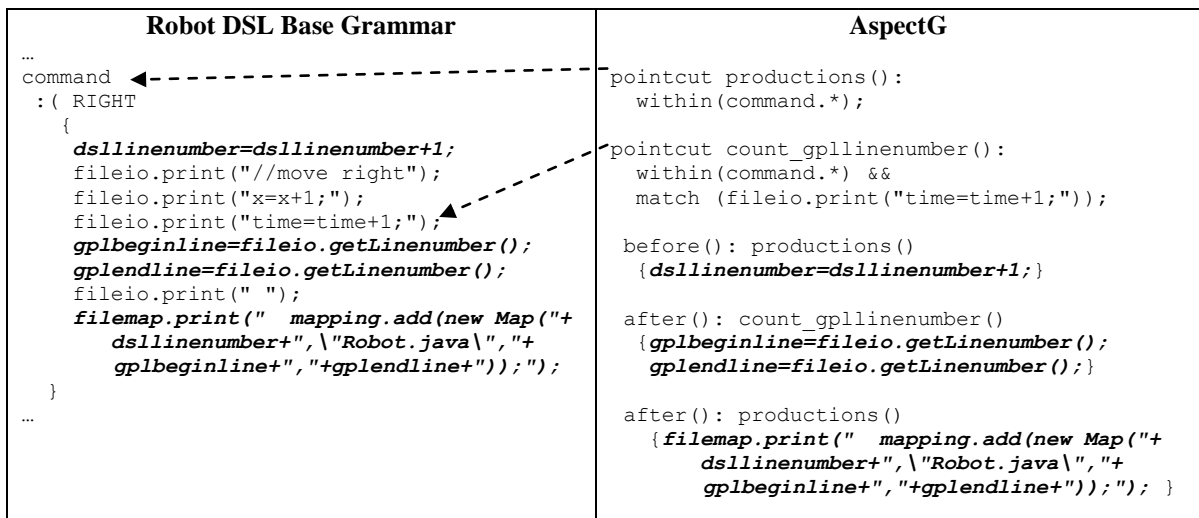 Robot DSL Base Grammar
…
command
:( RIGHT
{
dsllinenumber=dsllinenumber+1;
fileio.print("//move right");
fileio.print("x=x+1;");
fileio.print("time=time+1;");
gplbeginline=fileio.getLinenumber();
gplendline=fileio.getLinenumber();
fileio.print(" ");
filemap.print("  mapping.add(new Map("+
dsllinenumber+",\"Robot.java\","+
gplbeginline+","+gplendline+"));");
}
…
AspectG
pointcut productions():
within(command.*);
pointcut count_gpllinenumber():
within(command.*) &&
match (fileio.print("time=time+1;"));
before(): productions()
{dsllinenumber=dsllinenumber+1;}
after(): count_gpllinenumber()
{gplbeginline=fileio.getLinenumber();
gplendline=fileio.getLinenumber();}
after(): productions()
{filemap.print("  mapping.add(new Map("+
dsllinenumber+",\"Robot.java\","+
gplbeginline+","+gplendline+"));"); }